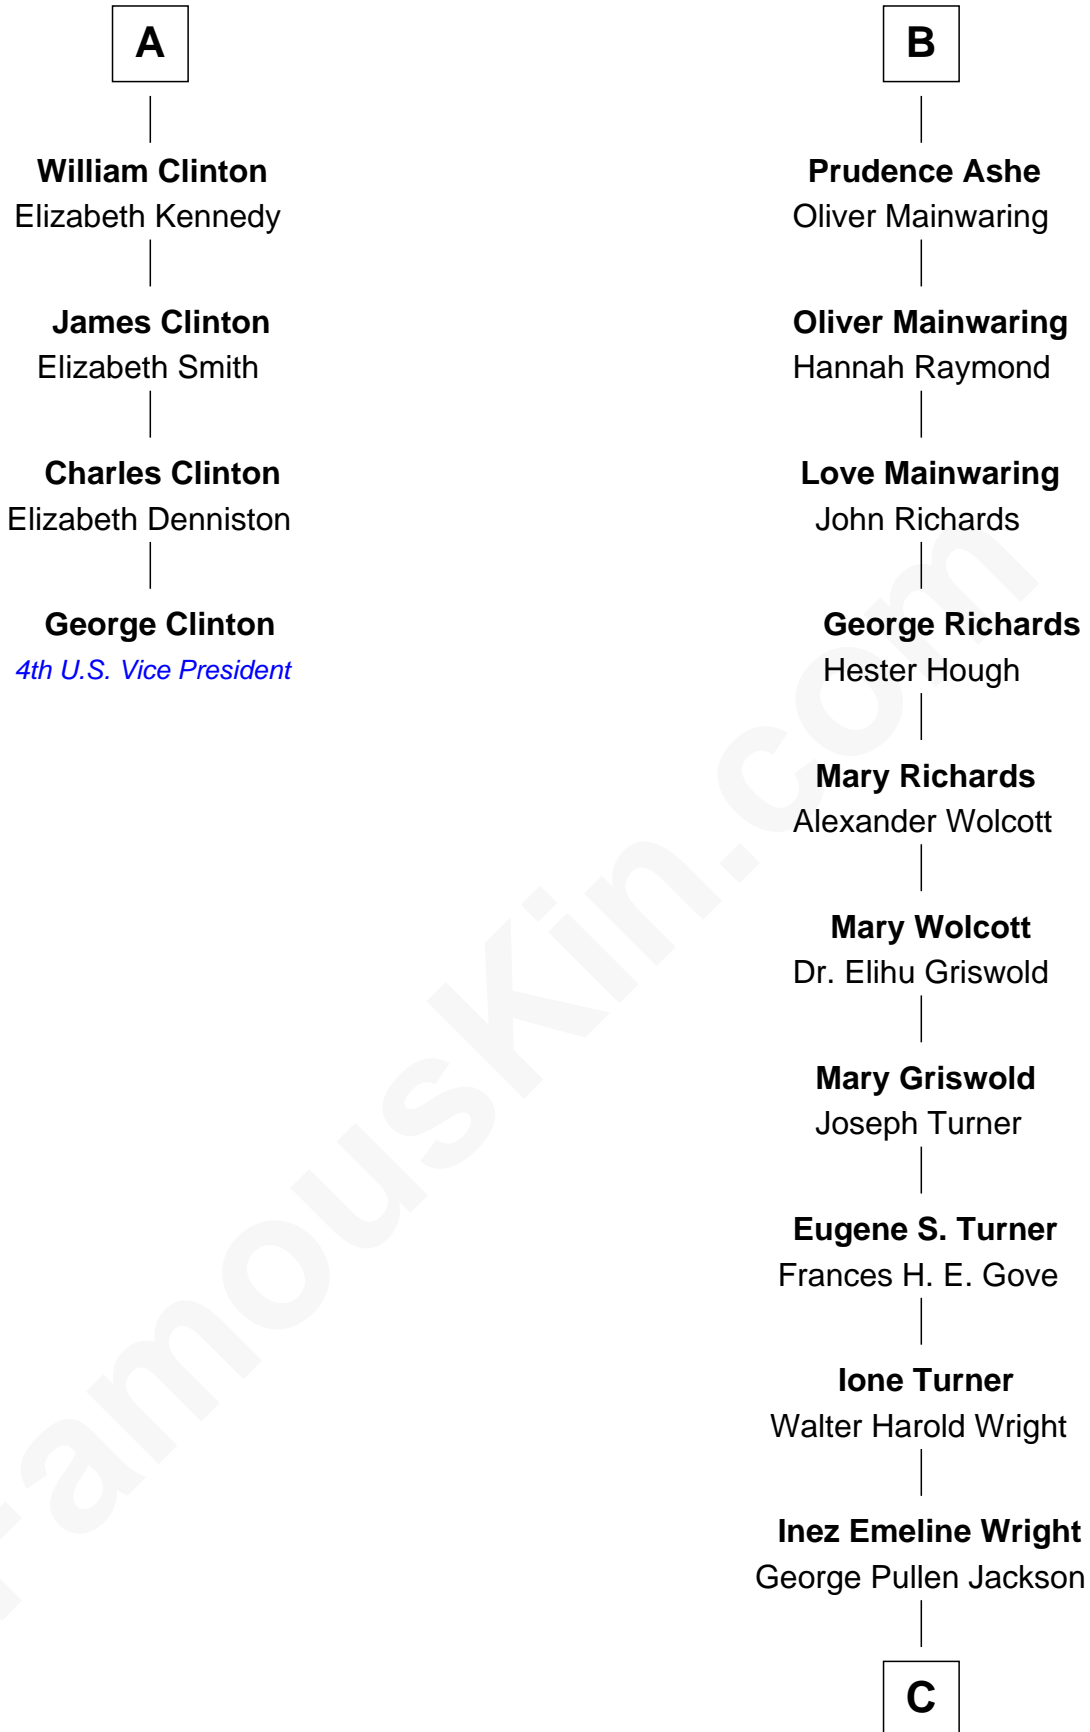 A
William Clinton
Elizabeth Kennedy
James Clinton
Elizabeth Smith
Charles Clinton
Elizabeth Denniston
George Clinton
4th U.S. Vice President
B
Prudence Ashe
Oliver Mainwaring
Oliver Mainwaring
Hannah Raymond
Love Mainwaring
John Richards
George Richards
Hester Hough
Mary Richards
Alexander Wolcott
Mary Wolcott
Dr. Elihu Griswold
Mary Griswold
Joseph Turner
Eugene S. Turner
Frances H. E. Gove
Ione Turner
Walter Harold Wright
Inez Emeline Wright
George Pullen Jackson
C
FamousKin.com